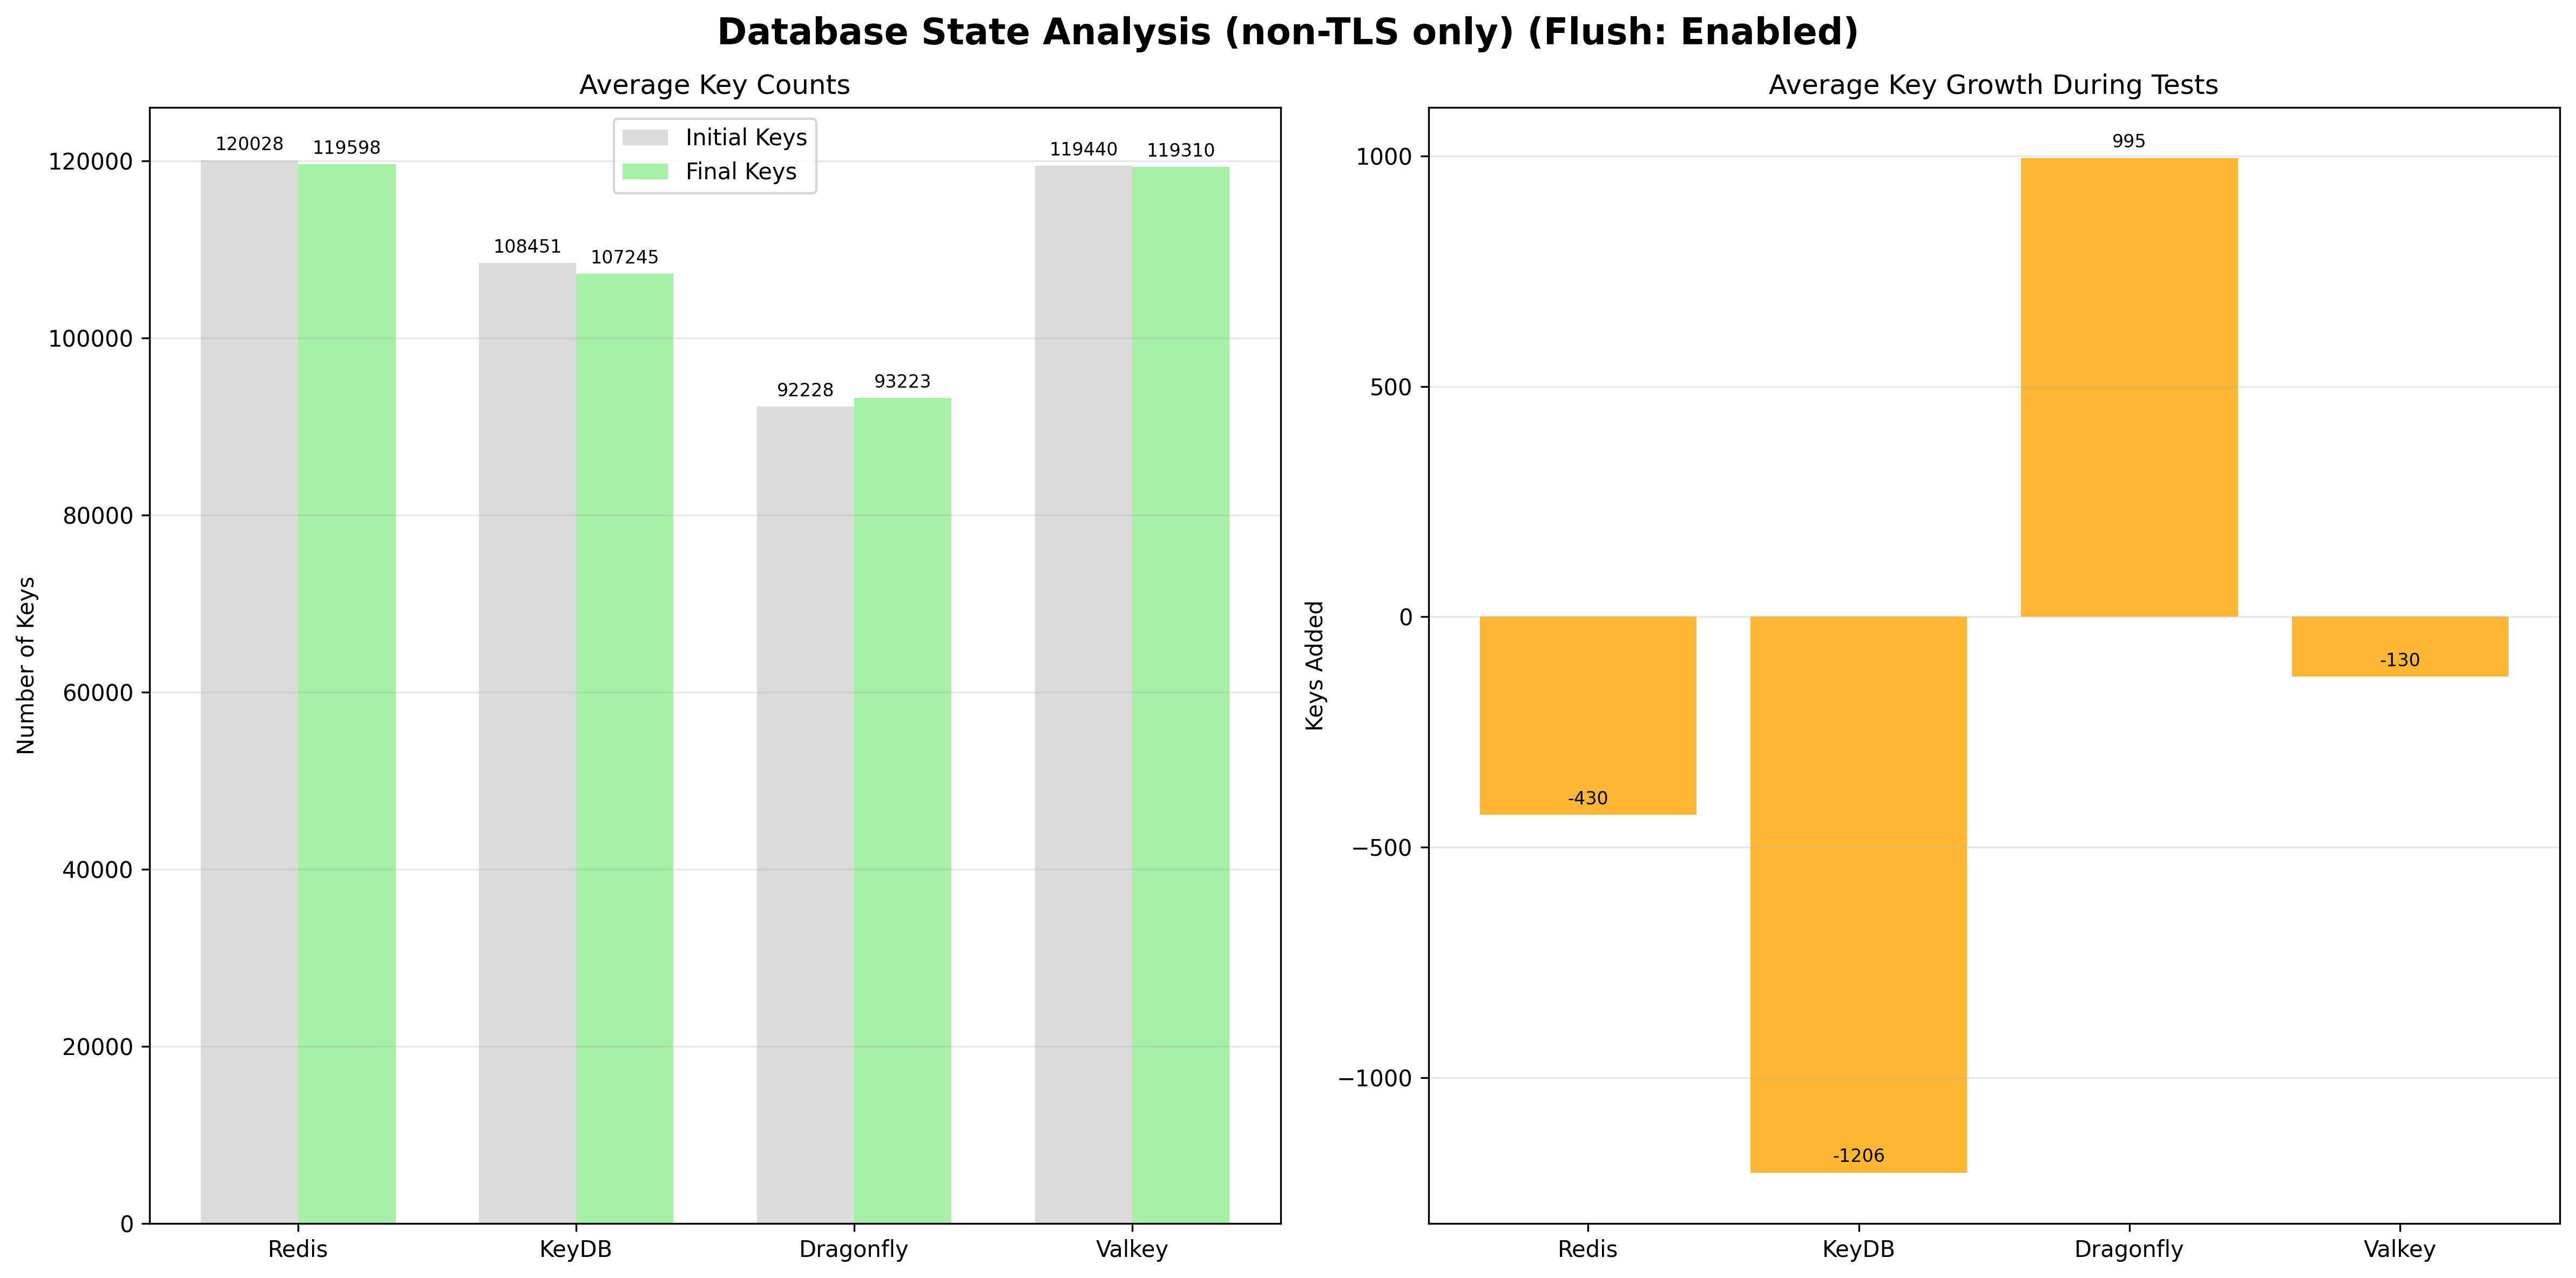 Database State Analysis (non-TLS only) (Flush: Enabled)
Average Key Counts
Number of Keys
120000
100000
80000
60000
40000
20000
0
Initial Keys
Final Keys
120028
119598
108451
107245
92228
93223
119440
119310
Redis
KeyDB
Dragonfly
Valkey
Average Key Growth During Tests
Keys Added
1000
500
0
−500
−1000
-430
-1206
995
-130
Redis
KeyDB
Dragonfly
Valkey